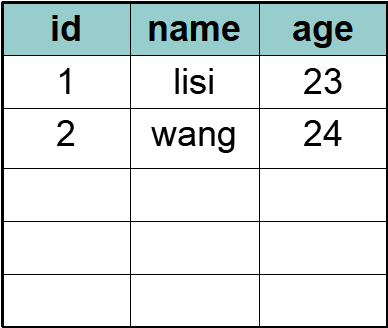 id name age
1 lisi 23
2 wang 24